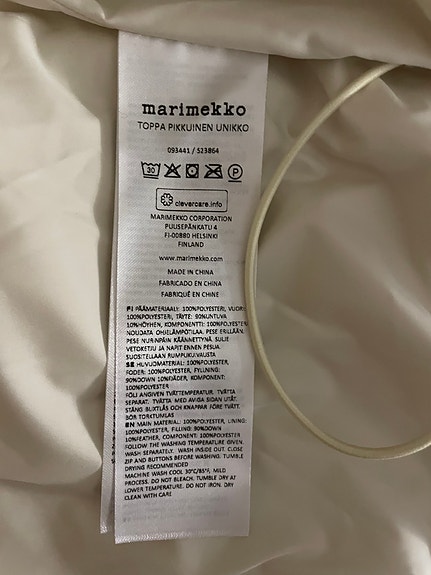 marimekko
TOPPA PIKKUINEN UNIKKO
093441 / 523864
30 P
clevercare.info
MARIMEKKO CORPORATION
PUUSEPÄNKATU 4
FI-00880 HELSINKI
FINLAND
www.marimekko.com
MADE IN CHINA
FABRICADO EN CHINA
FABRIQUÉ EN CHINE
FI PÄÄMATERIAALI: 100%POLYESTERI, VUORI:
100%POLYESTERI, TÄYTE: 90%UNTUVA
10%HÖYHEN, KOMPONENTTI: 100%POLYESTERI
NOUDATA OHJELÄMPÖTILAA. PESE ERILLÄÄN.
PESE NURINPÄIN KÄÄNNETTYNÄ. SULJE
VETOKETJU JA NAPIT ENNEN PESUA.
SUOSITELLAAN RUMPUKUIVAUSTA
SE HUVUDMATERIAL: 100%POLYESTER,
FODER: 100%POLYESTER, FYLLNING:
90%DOWN 10%FJÄDER, KOMPONENT:
100%POLYESTER
FÖLJ ANGIVEN TVÄTTEMPERATUR. TVÄTTA
SEPARAT. TVÄTTA MED AVIGA SIDAN UTÅT.
STÄNG BLIXTLÅS OCH KNAPPAR FÖRE TVÄTT.
BÖR TORKTUMLAS
EN MAIN MATERIAL: 100%POLYESTER, LINING:
100%POLYESTER, FILLING: 90%DOWN
10%FEATHER, COMPONENT: 100%POLYESTER
FOLLOW THE WASHING TEMPERATURE GIVEN.
WASH SEPARATELY. WASH INSIDE OUT. CLOSE
ZIP AND BUTTONS BEFORE WASHING. TUMBLE
DRYING RECOMMENDED
MACHINE WASH COOL 30°C/85°F, MILD
PROCESS. DO NOT BLEACH. TUMBLE DRY AT
LOWER TEMPERATURE. DO NOT IRON. DRY
CLEAN WITH CARE